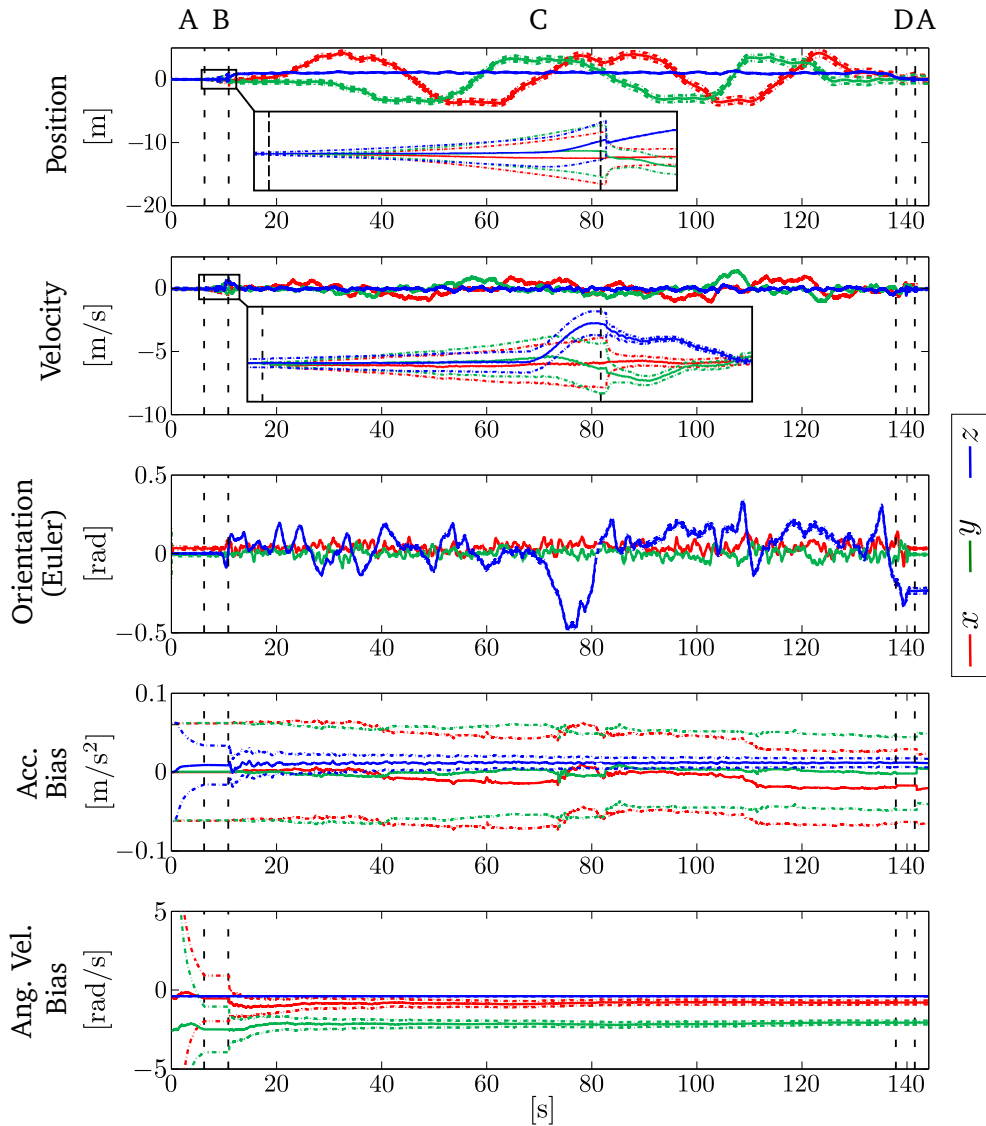 A B C D A
Position
[m]
0
−10
−20
0 20 40 60 80 100 120 140
Velocity
[m/s]
0
−5
−10
0 20 40 60 80 100 120 140
Orientation
(Euler)
[rad]
0.5
0
−0.5
0 20 40 60 80 100 120 140
Acc.
Bias
[m/s²]
0.1
0
−0.1
0 20 40 60 80 100 120 140
Ang. Vel.
Bias
[rad/s]
5
0
−5
0 20 40 60 80 100 120 140
[s]
x y z